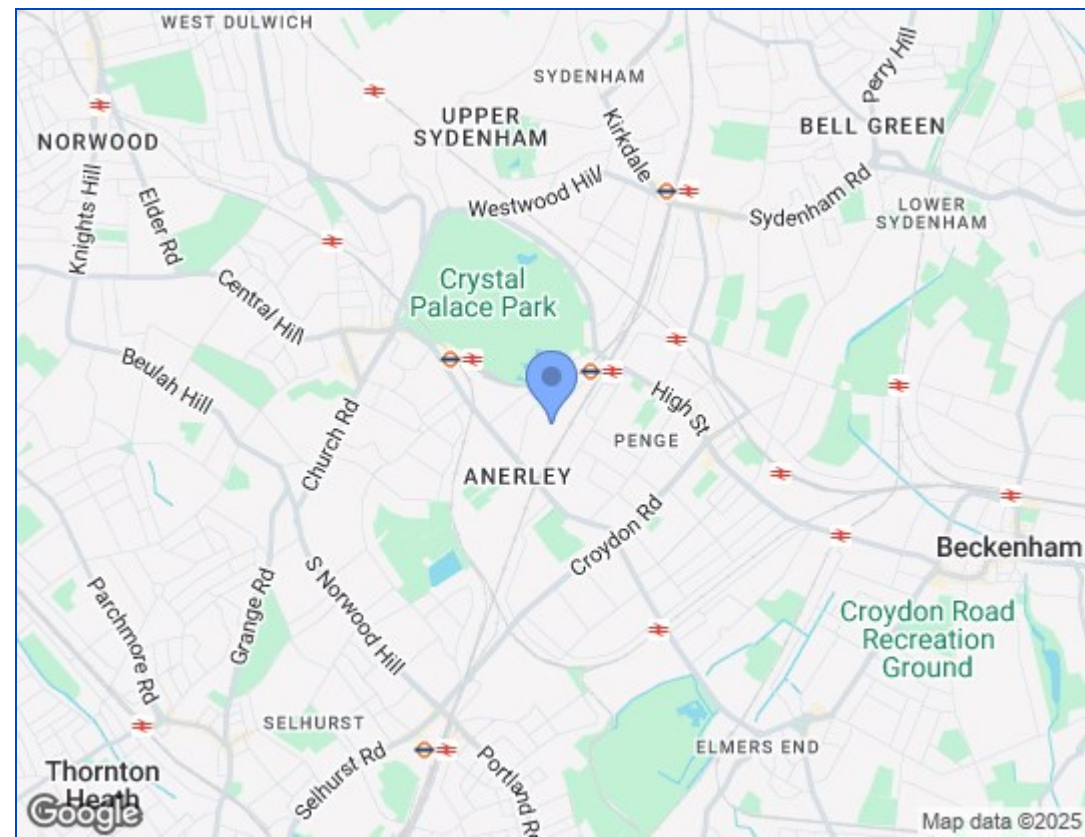 WEST DULWICH
SYDENHAM
Perry Hill
UPPER
SYDENHAM
BELL GREEN
NORWOOD
Kirkdale
Knights Hill
Elder Rd
Westwood Hill
Sydenham Rd
LOWER
SYDENHAM
Central Hill
Crystal
Palace Park
Beulah Hill
Church Rd
High St
PENGE
ANERLEY
Croydon Rd
Beckenham
S Norwood Hill
Grange Rd
Parchmore Rd
Croydon Road
Recreation
Ground
SELHURST
ELMERS END
Selhurst Rd
Portland Rd
Thornton
Heath
Google
Map data ©2025